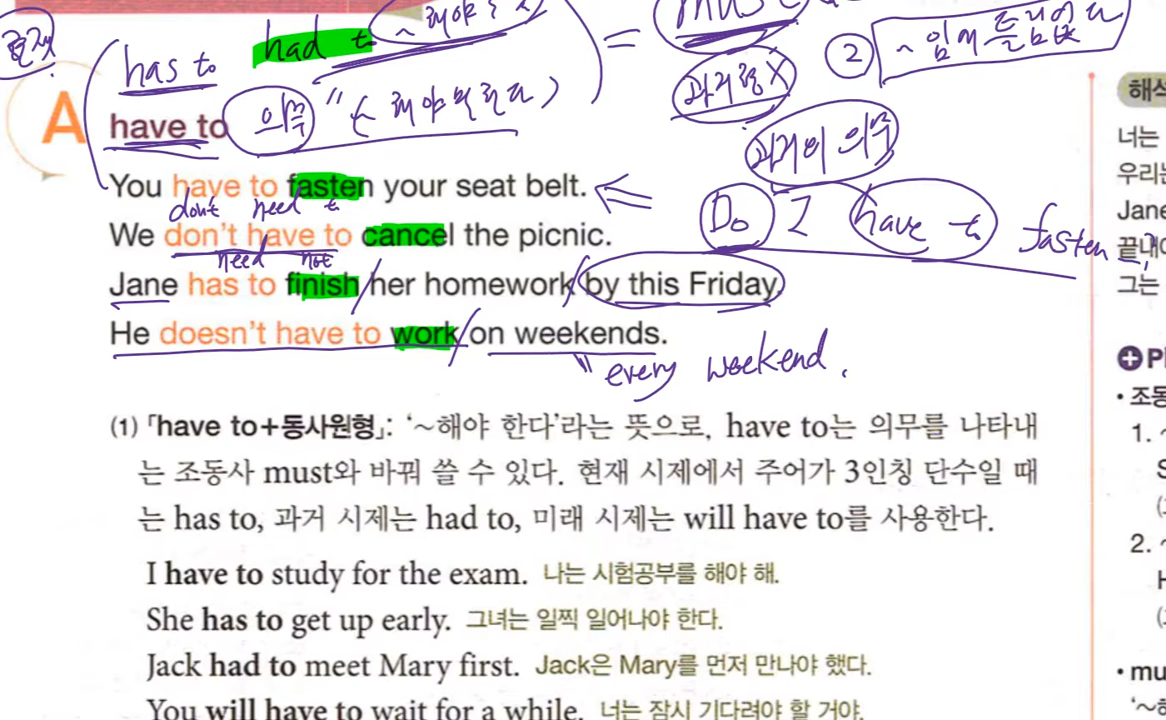 현재
has to had to ~해야 했다 = must
② ~임에 틀림없다
과거형X
A
have to 의무 " (~해야만 한다)
과거의 의무
You have to fasten your seat belt. ⇐ Do I have to fasten ?
don't need to
We don't have to cancel the picnic.
need not
Jane has to finish / her homework / by this Friday.
He doesn't have to work / on weekends.
every weekend.
(1) 「have to+동사원형」: ‘~해야 한다’라는 뜻으로, have to는 의무를 나타내
는 조동사 must와 바꿔 쓸 수 있다. 현재 시제에서 주어가 3인칭 단수일 때
는 has to, 과거 시제는 had to, 미래 시제는 will have to를 사용한다.
I have to study for the exam. 나는 시험공부를 해야 해.
She has to get up early. 그녀는 일찍 일어나야 한다.
Jack had to meet Mary first. Jack은 Mary를 먼저 만나야 했다.
You will have to wait for a while. 너는 잠시 기다려야 할 거야.
해석
너는
우리는
Jane
끝내야
그는
• 조동
1. ~
2. ~
• mu